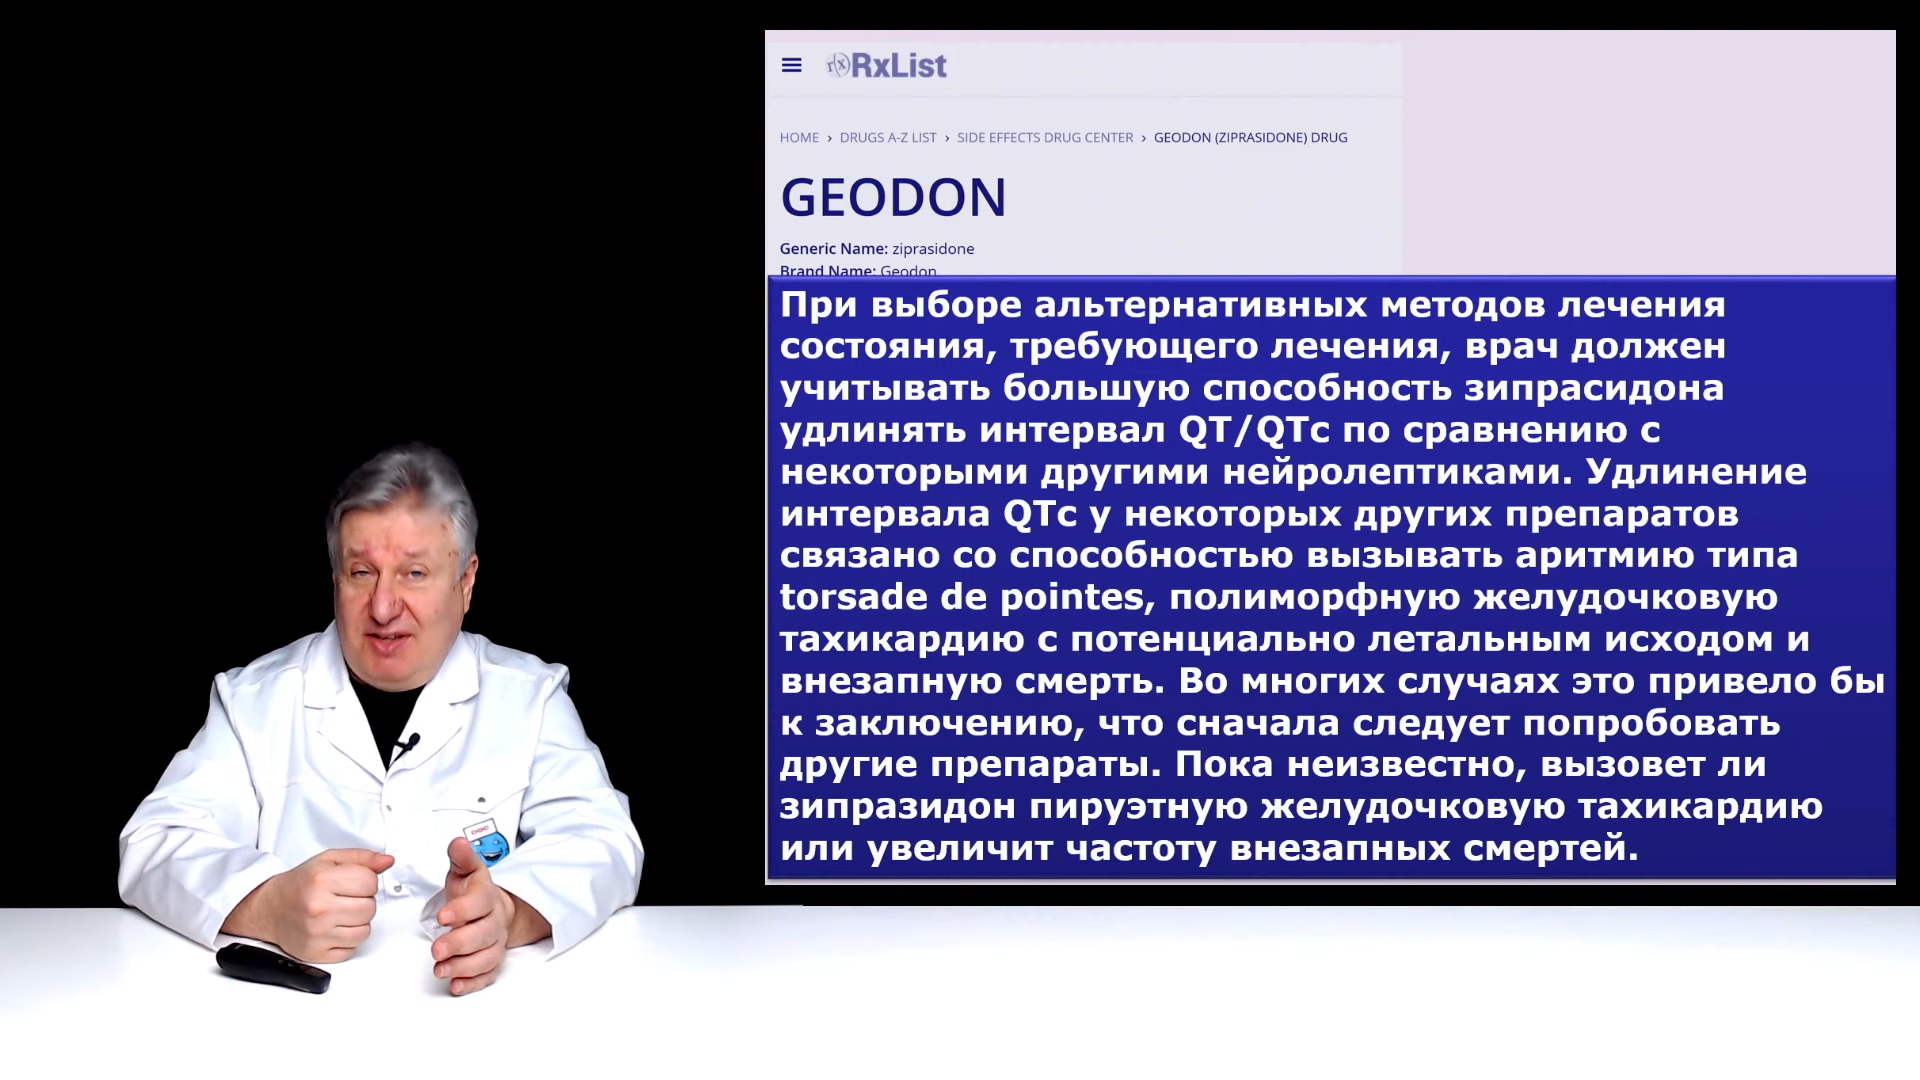 RxList
HOME › DRUGS A-Z LIST › SIDE EFFECTS DRUG CENTER › GEODON (ZIPRASIDONE) DRUG
GEODON
Generic Name: ziprasidone
Brand Name: Geodon
При выборе альтернативных методов лечения
состояния, требующего лечения, врач должен
учитывать большую способность зипрасидона
удлинять интервал QT/QTc по сравнению с
некоторыми другими нейролептиками. Удлинение
интервала QTc у некоторых других препаратов
связано со способностью вызывать аритмию типа
torsade de pointes, полиморфную желудочковую
тахикардию с потенциально летальным исходом и
внезапную смерть. Во многих случаях это привело бы
к заключению, что сначала следует попробовать
другие препараты. Пока неизвестно, вызовет ли
зипразидон пируэтную желудочковую тахикардию
или увеличит частоту внезапных смертей.